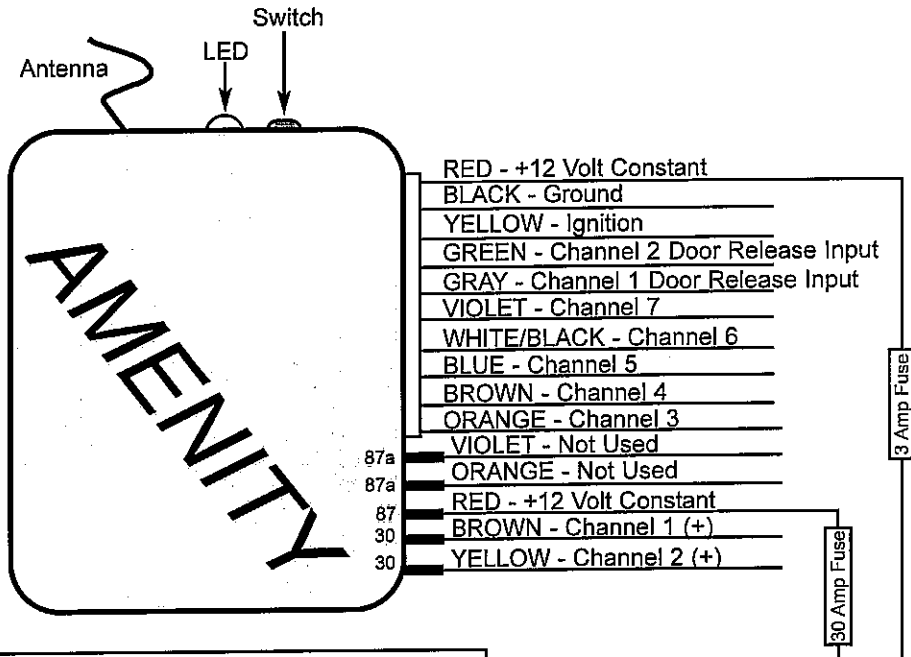 Switch
LED
Antenna
RED - +12 Volt Constant
BLACK - Ground
YELLOW - Ignition
GREEN - Channel 2 Door Release Input
GRAY - Channel 1 Door Release Input
VIOLET - Channel 7
WHITE/BLACK - Channel 6
BLUE - Channel 5
BROWN - Channel 4
ORANGE - Channel 3
87a VIOLET - Not Used
87a ORANGE - Not Used
87 RED - +12 Volt Constant
30 BROWN - Channel 1 (+)
30 YELLOW - Channel 2 (+)
AMENITY
3 Amp Fuse
30 Amp Fuse